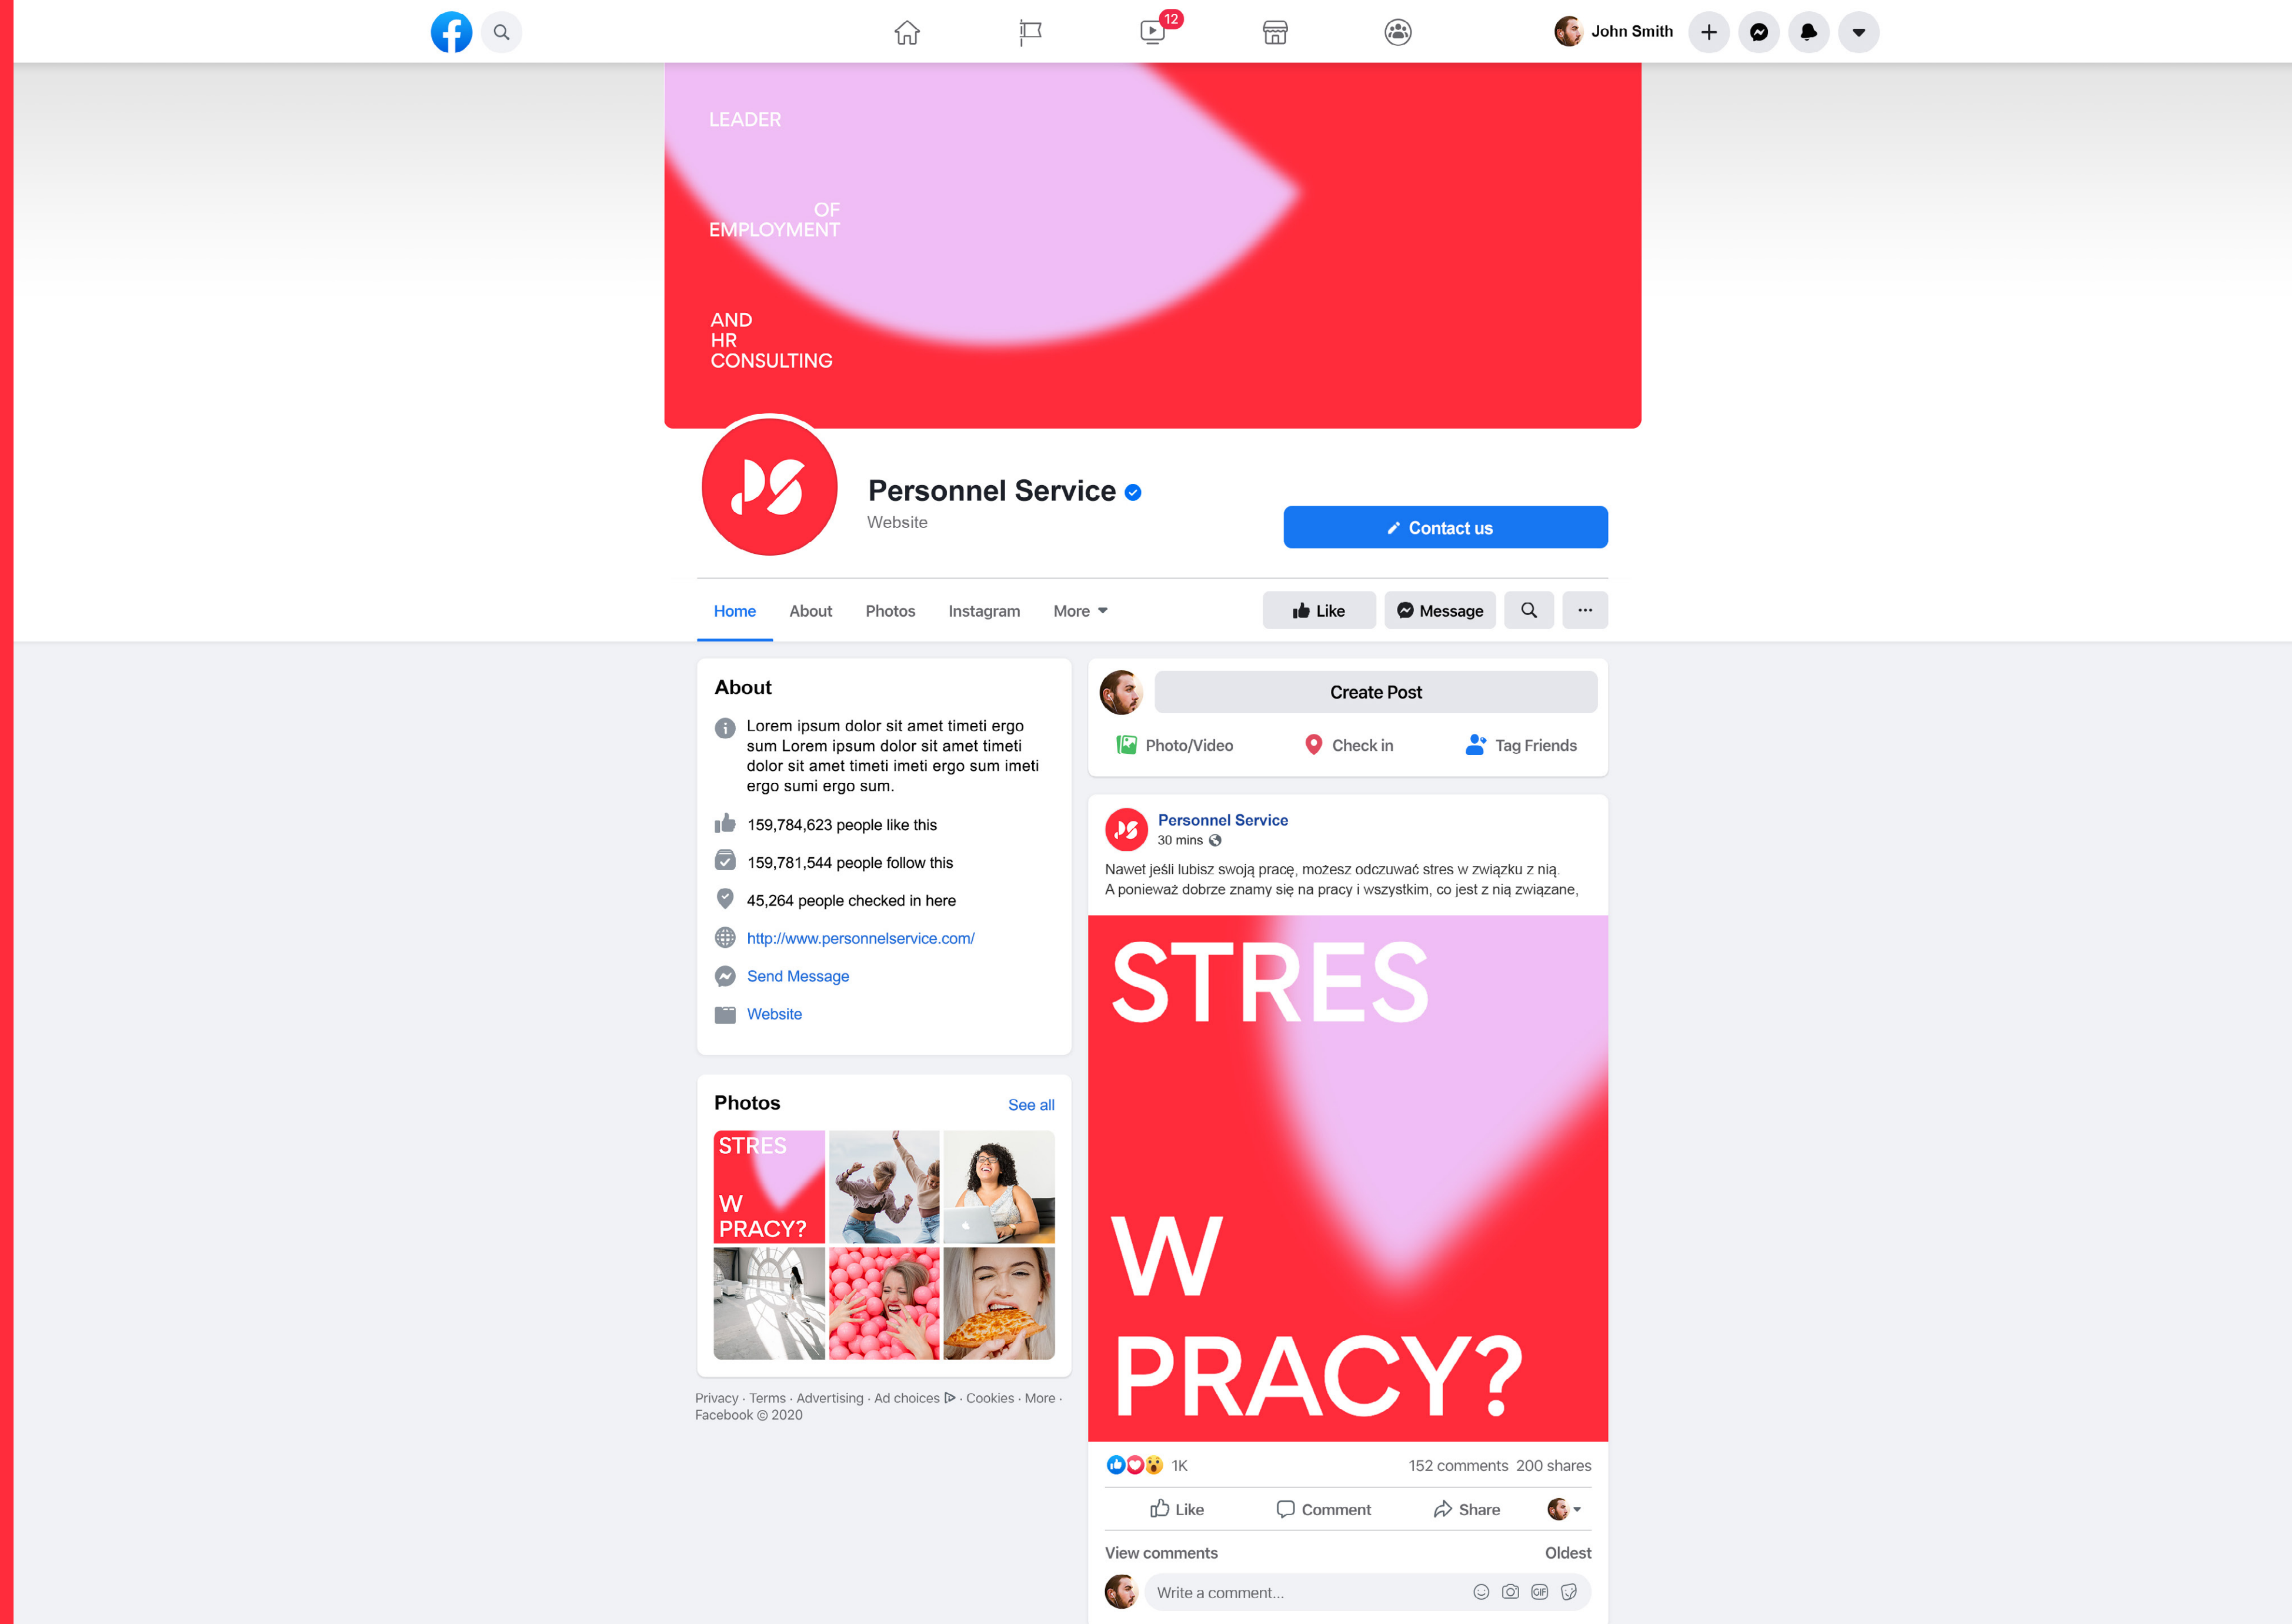 12
John Smith
LEADER
OF
EMPLOYMENT
AND
HR
CONSULTING
PS
Personnel Service
Website
Contact us
Home About Photos Instagram More
Like Message
About
Lorem ipsum dolor sit amet timeti ergo
sum Lorem ipsum dolor sit amet timeti
dolor sit amet timeti imeti ergo sum imeti
ergo sumi ergo sum.
159,784,623 people like this
159,781,544 people follow this
45,264 people checked in here
http://www.personnelservice.com/
Send Message
Website
Photos See all
STRES
W
PRACY?
Privacy · Terms · Advertising · Ad choices · Cookies · More ·
Facebook © 2020
Create Post
Photo/Video Check in Tag Friends
PS
Personnel Service
30 mins
Nawet jeśli lubisz swoją pracę, możesz odczuwać stres w związku z nią.
A ponieważ dobrze znamy się na pracy i wszystkim, co jest z nią związane,
STRES
W
PRACY?
1K 152 comments 200 shares
Like Comment Share
View comments Oldest
Write a comment... GIF